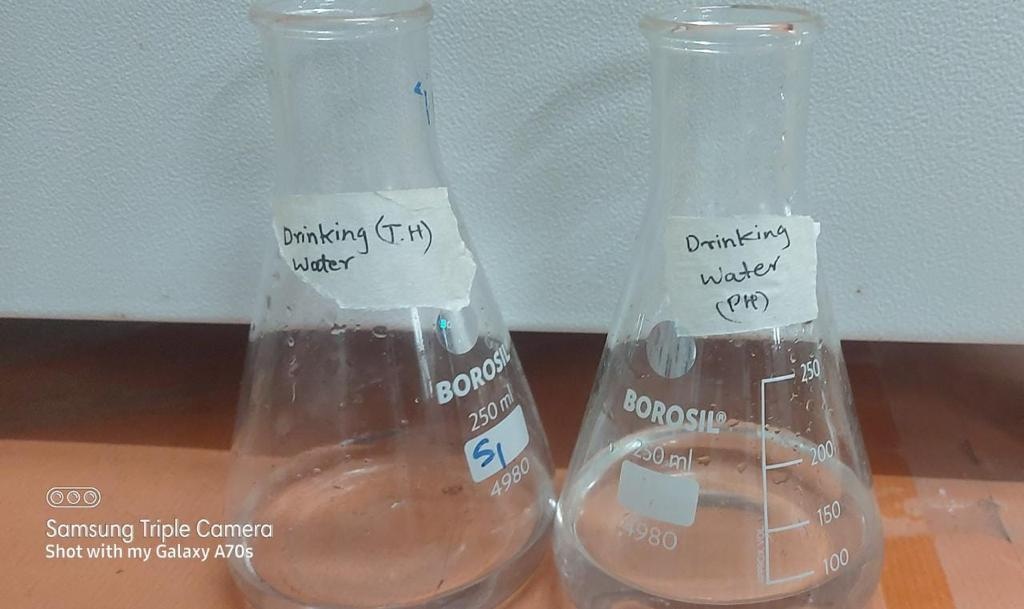 Drinking (T.H)
Water
BOROSIL
250 ml
S1
4980
Drinking
Water
(PH)
BOROSIL®
250 ml
4980
250
200
150
100
Samsung Triple Camera
Shot with my Galaxy A70s